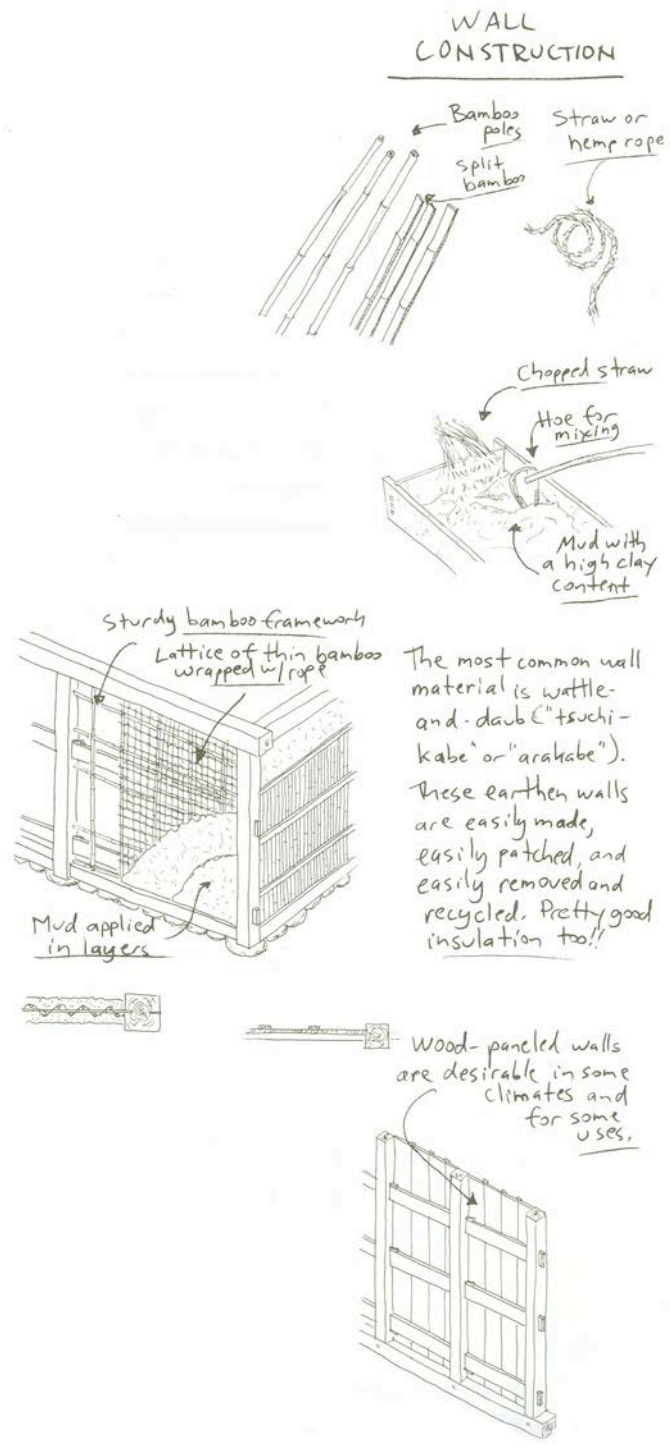 WALL
CONSTRUCTION
Bamboo
poles
split
bamboo
Straw or
hemp rope
Chopped straw
Hoe for
mixing
Mud with
a high clay
content
Sturdy bamboo framework
Lattice of thin bamboo
wrapped w/rope
Mud applied
in layers
The most common wall
material is wattle-
and-daub ("tsuchi-
kabe" or "arakabe").
These earthen walls
are easily made,
easily patched, and
easily removed and
recycled. Pretty good
insulation too!!
Wood-paneled walls
are desirable in some
climates and
for some
uses.